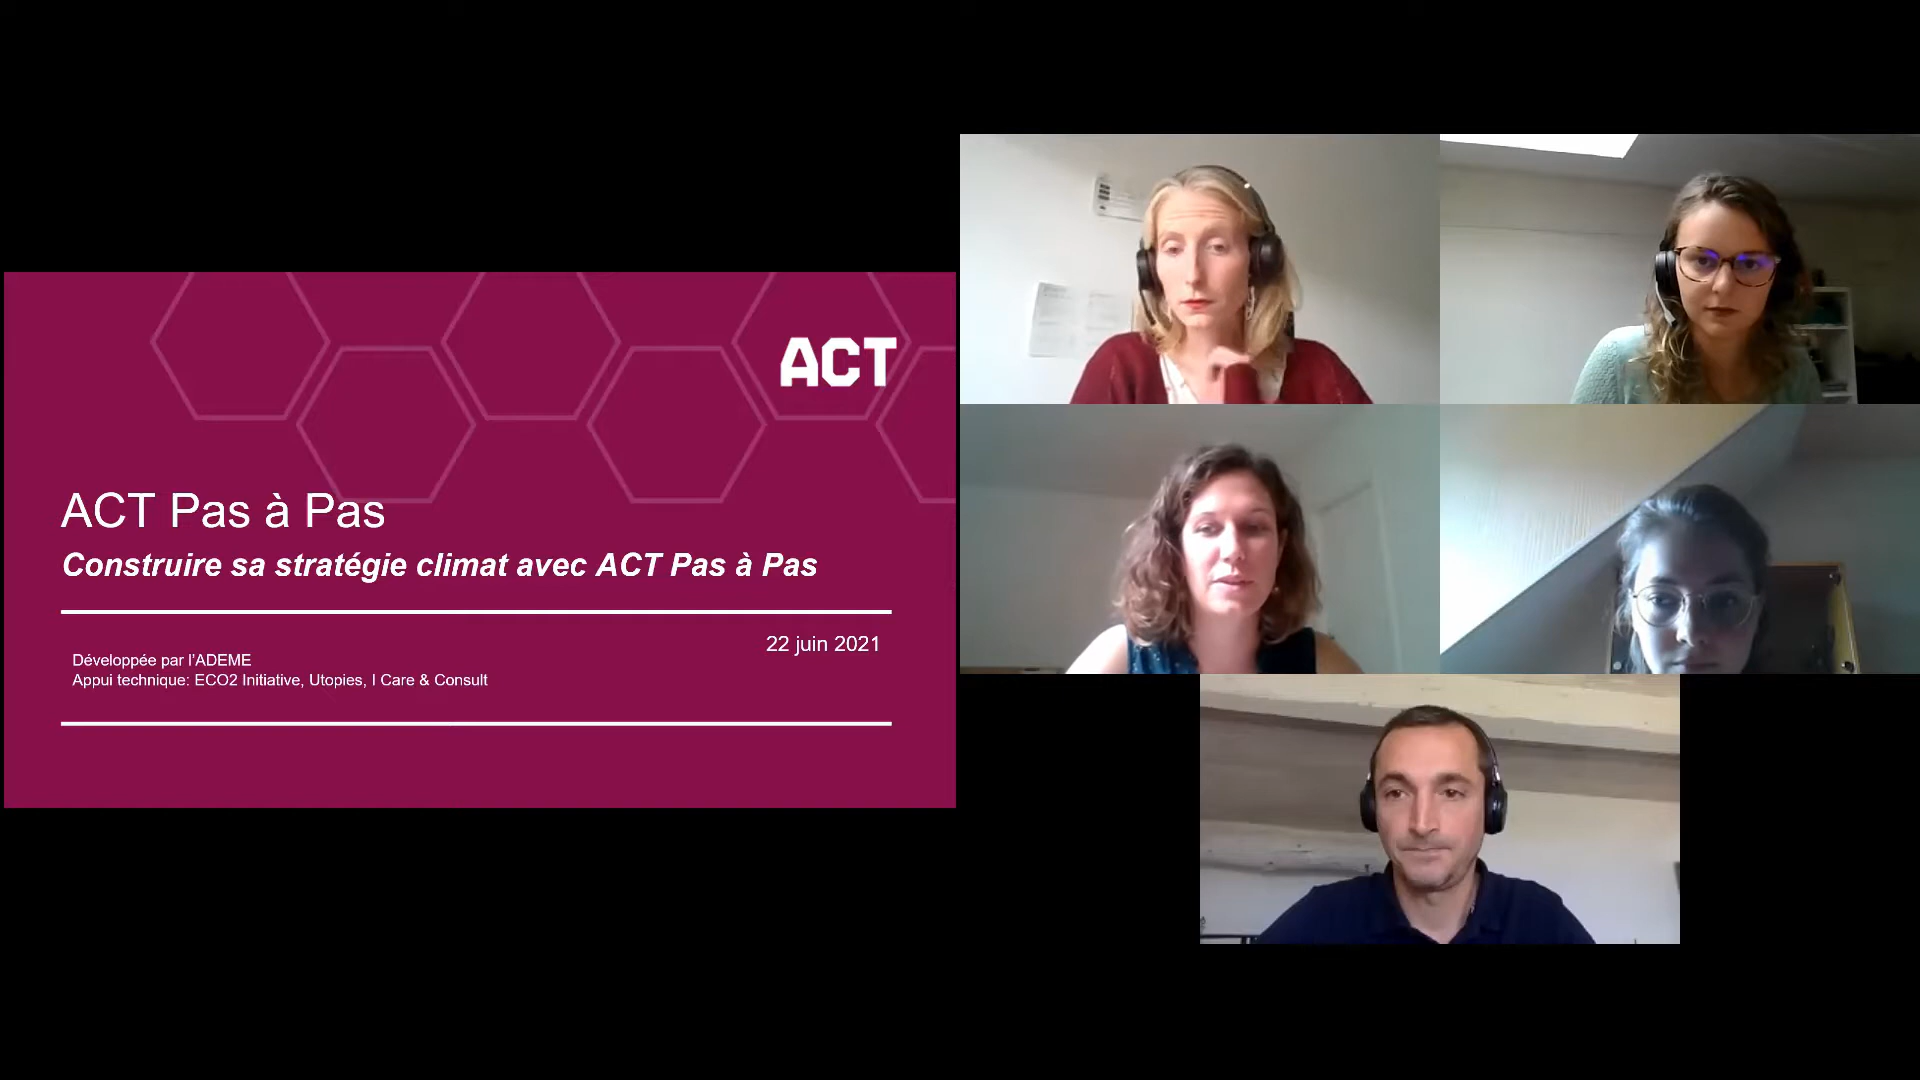 ACT
ACT Pas à Pas
Construire sa stratégie climat avec ACT Pas à Pas
22 juin 2021
Développée par l'ADEME
Appui technique: ECO2 Initiative, Utopies, I Care & Consult